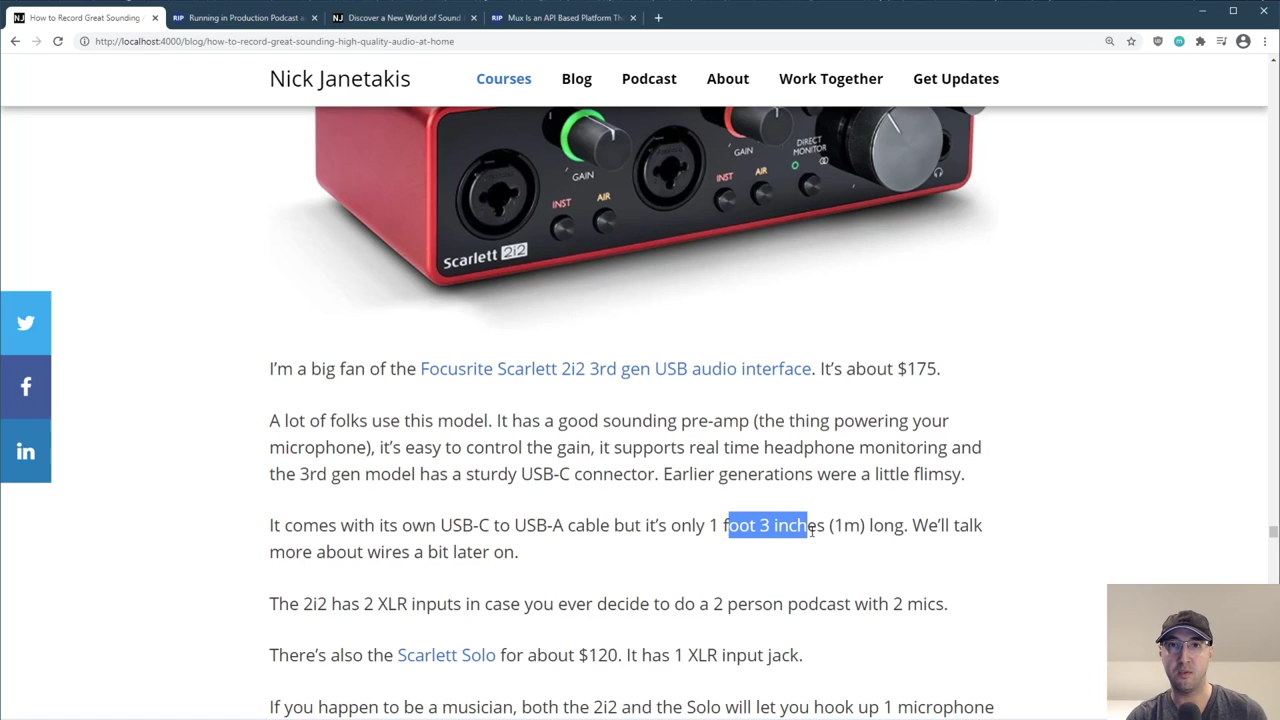 How to Record Great Sounding
Running in Production Podcast a
Discover a New World of Sound
Mux Is an API Based Platform Th
http://localhost:4000/blog/how-to-record-great-sounding-high-quality-audio-at-home
Nick Janetakis
Courses
Blog
Podcast
About
Work Together
Get Updates
GAIN
INST
AIR
GAIN
INST
AIR
DIRECT
MONITOR
Scarlett 2i2
I'm a big fan of the Focusrite Scarlett 2i2 3rd gen USB audio interface. It's about $175.
A lot of folks use this model. It has a good sounding pre-amp (the thing powering your
microphone), it's easy to control the gain, it supports real time headphone monitoring and
the 3rd gen model has a sturdy USB-C connector. Earlier generations were a little flimsy.
It comes with its own USB-C to USB-A cable but it's only 1 foot 3 inches (1m) long. We'll talk
more about wires a bit later on.
The 2i2 has 2 XLR inputs in case you ever decide to do a 2 person podcast with 2 mics.
There's also the Scarlett Solo for about $120. It has 1 XLR input jack.
If you happen to be a musician, both the 2i2 and the Solo will let you hook up 1 microphone